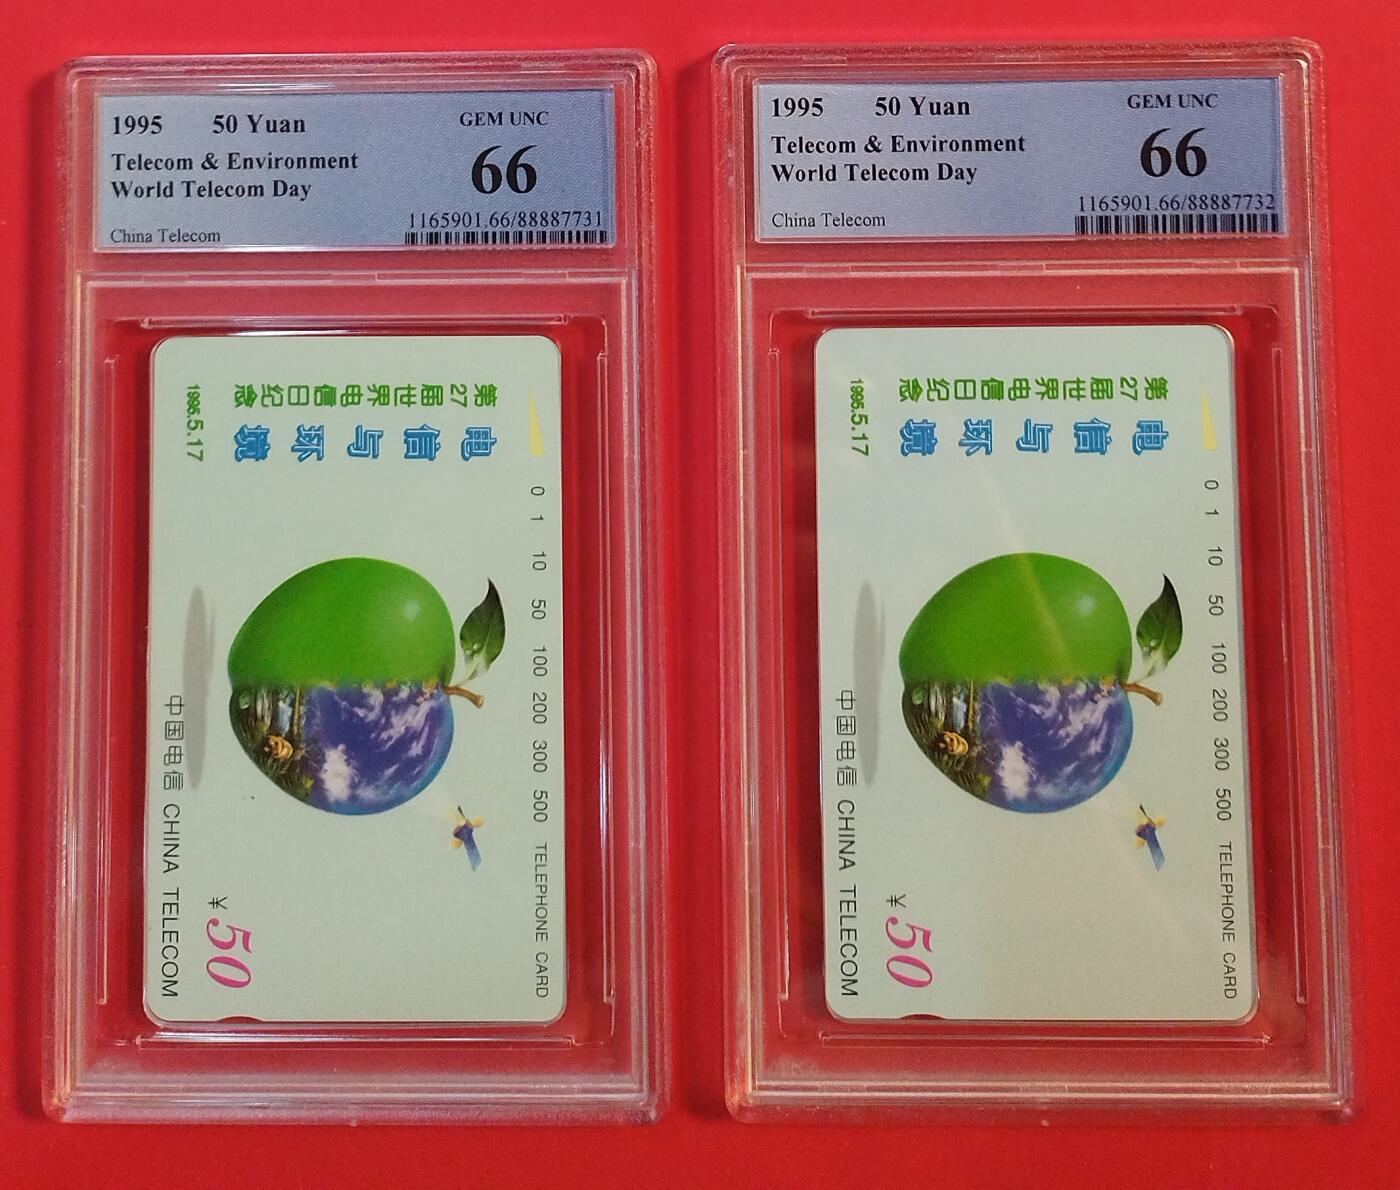 1995 50 Yuan GEM UNC
Telecom & Environment 66
World Telecom Day
1165901.66/88887731
China Telecom
第27届世界电信日纪念
1995.5.17
电信与环境
0 1 10 50 100 200 300 500 TELEPHONE CARD
中国电信 CHINA TELECOM
¥50
1995 50 Yuan GEM UNC
Telecom & Environment 66
World Telecom Day
1165901.66/88887732
China Telecom
第27届世界电信日纪念
1995.5.17
电信与环境
0 1 10 50 100 200 300 500 TELEPHONE CARD
中国电信 CHINA TELECOM
¥50